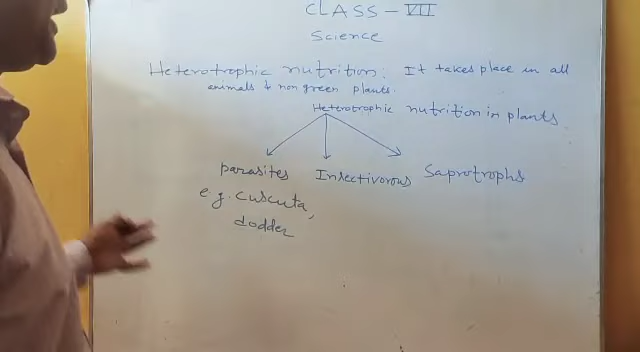 CLASS - VII
Science
Heterotrophic nutrition: It takes place in all
animals & non green plants.
Heterotrophic nutrition in plants
Parasites Insectivorous Saprotrophs
e.g. cuscuta,
dodder